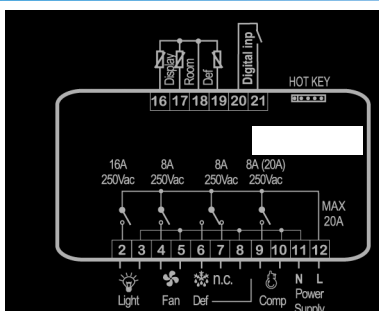 Display
Room
Def
Digital inp
16 17 18 19 20 21
HOT KEY
16A 8A 8A 8A (20A)
250Vac 250Vac 250Vac 250Vac
MAX
20A
2 3 4 5 6 7 8 9 10 11 12
n.c. N L
Light Fan Def Comp Power
Supply